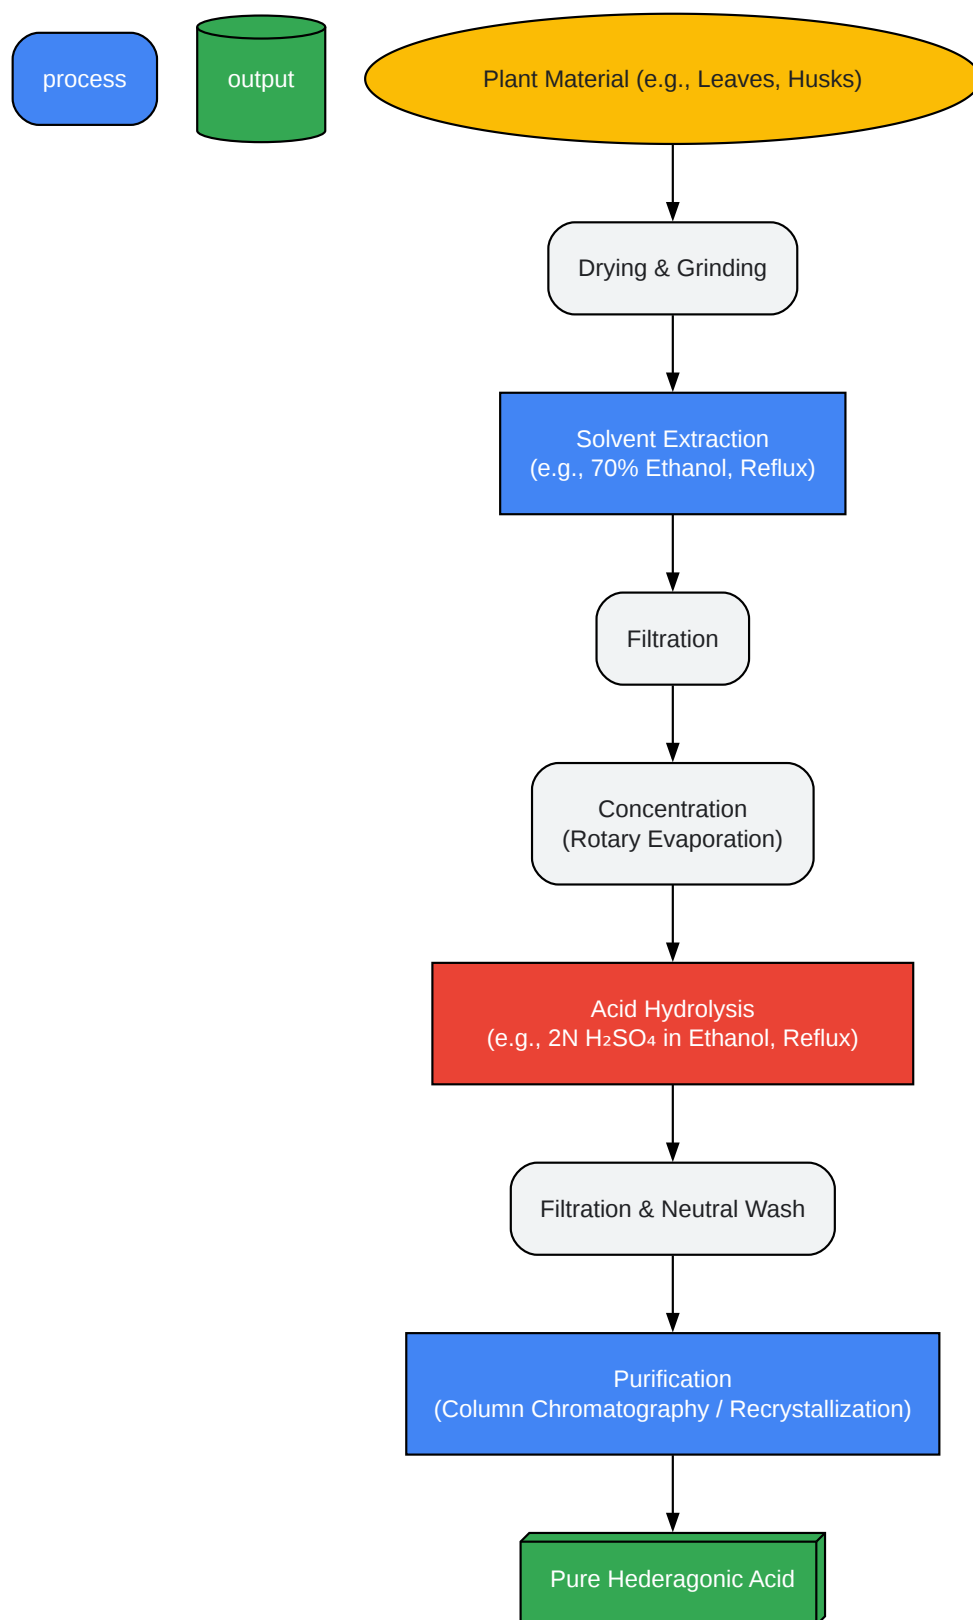 process
output
Plant Material (e.g., Leaves, Husks)
Drying & Grinding
Solvent Extraction
(e.g., 70% Ethanol, Reflux)
Filtration
Concentration
(Rotary Evaporation)
Acid Hydrolysis
(e.g., 2N H₂SO₄ in Ethanol, Reflux)
Filtration & Neutral Wash
Purification
(Column Chromatography / Recrystallization)
Pure Hederagonic Acid